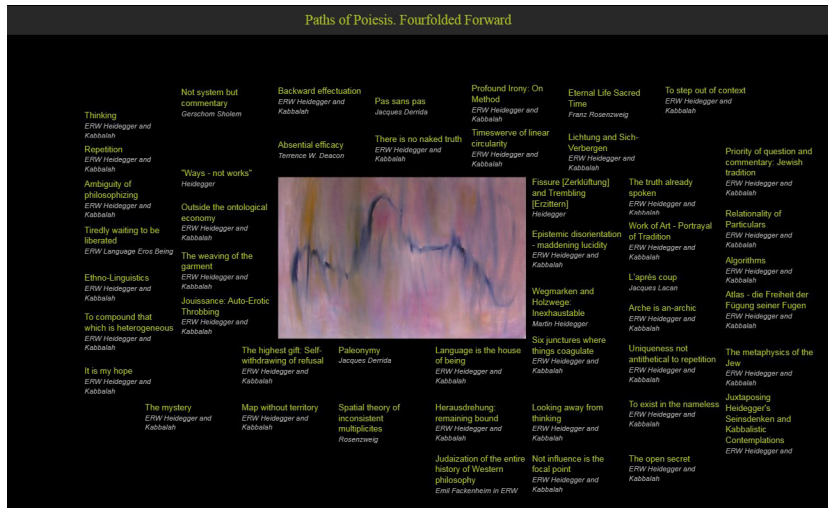 Paths of Poiesis. Fourfolded Forward
Thinking
ERW Heidegger and
Kabbalah
Repetition
ERW Heidegger and
Kabbalah
Ambiguity of
philosophizing
ERW Heidegger and
Kabbalah
Tiredly waiting to be
liberated
ERW Language Eros Being
Ethno-Linguistics
ERW Heidegger and
Kabbalah
To compound that
which is heterogeneous
ERW Heidegger and
Kabbalah
It is my hope
ERW Heidegger and
Kabbalah
Not system but
commentary
Gerschom Sholem
"Ways - not works"
Heidegger
Outside the ontological
economy
ERW Heidegger and
Kabbalah
The weaving of the
garment
ERW Heidegger and
Kabbalah
Jouissance: Auto-Erotic
Throbbing
ERW Heidegger and
Kabbalah
The mystery
ERW Heidegger and
Kabbalah
Backward effectuation
ERW Heidegger and
Kabbalah
Absential efficacy
Terrence W. Deacon
The highest gift: Self-
withdrawing of refusal
ERW Heidegger and
Kabbalah
Map without territory
ERW Heidegger and
Kabbalah
Pas sans pas
Jacques Derrida
There is no naked truth
ERW Heidegger and
Kabbalah
Paleonymy
Jacques Derrida
Spatial theory of
inconsistent
multiplicites
Rosenzweig
Profound Irony: On
Method
ERW Heidegger and
Kabbalah
Timeswerve of linear
circularity
ERW Heidegger and
Kabbalah
Language is the house
of being
ERW Heidegger and
Kabbalah
Herausdrehung:
remaining bound
ERW Heidegger and
Kabbalah
Judaization of the entire
history of Western
philosophy
Emil Fackenheim in ERW
Eternal Life Sacred
Time
Franz Rosenzweig
Lichtung und Sich-
Verbergen
ERW Heidegger and
Kabbalah
Fissure [Zerklüftung]
and Trembling
[Erzittern]
Heidegger
Epistemic disorientation
- maddening lucidity
ERW Heidegger and
Kabbalah
Wegmarken and
Holzwege:
Inexhaustable
Martin Heidegger
Six junctures where
things coagulate
ERW Heidegger and
Kabbalah
Looking away from
thinking
ERW Heidegger and
Kabbalah
Not influence is the
focal point
ERW Heidegger and
Kabbalah
To step out of context
ERW Heidegger and
Kabbalah
The truth already
spoken
ERW Heidegger and
Kabbalah
Work of Art - Portrayal
of Tradition
ERW Heidegger and
Kabbalah
L'après coup
Jacques Lacan
Arche is an-archic
ERW Heidegger and
Kabbalah
Uniqueness not
antithetical to repetition
ERW Heidegger and
Kabbalah
To exist in the nameless
ERW Heidegger and
Kabbalah
The open secret
ERW Heidegger and
Kabbalah
Priority of question and
commentary: Jewish
tradition
ERW Heidegger and
Kabbalah
Relationality of
Particulars
ERW Heidegger and
Kabbalah
Algorithms
ERW Heidegger and
Kabbalah
Atlas - die Freiheit der
Fügung seiner Fugen
ERW Heidegger and
Kabbalah
The metaphysics of the
Jew
ERW Heidegger and
Kabbalah
Juxtaposing
Heidegger's
Seinsdenken and
Kabbalistic
Contemplations
ERW Heidegger and